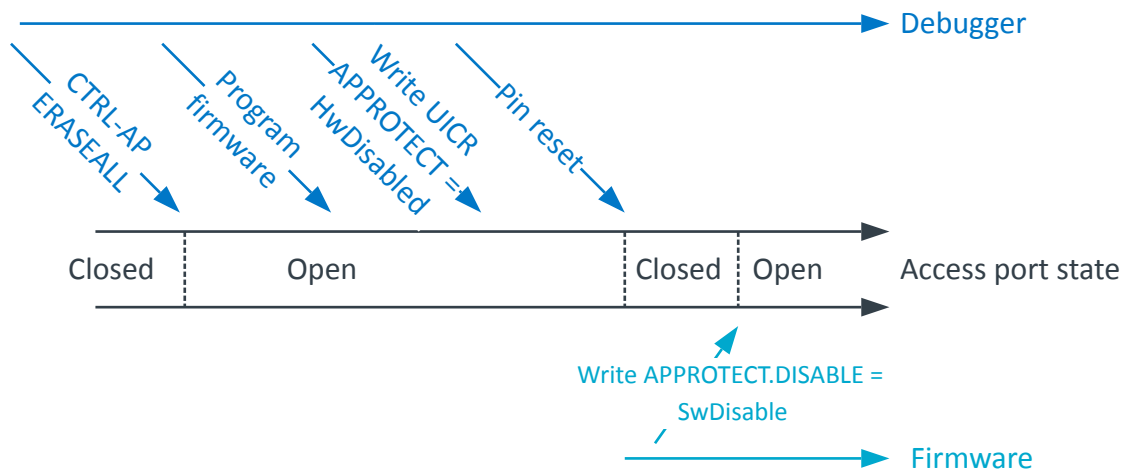 Debugger
CTRL-AP
ERASEALL
Program
firmware
Write UICR
APPROTECT =
HwDisabled
Pin reset
Closed
Open
Closed
Open
Access port state
Write APPROTECT.DISABLE =
SwDisable
Firmware